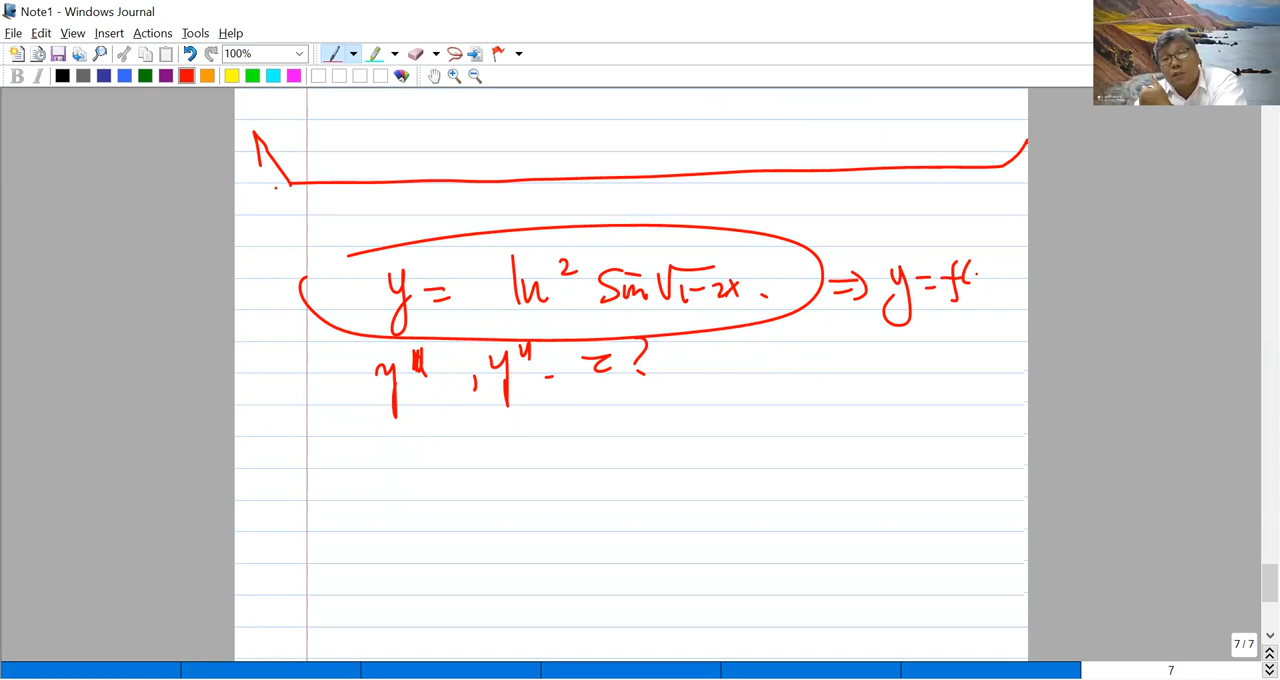 Note1 - Windows Journal
File Edit View Insert Actions Tools Help
100%
B I
y = ln² sin √1-2x . ⇒ y = f(
y'' , y'' . = ?
7 / 7
7